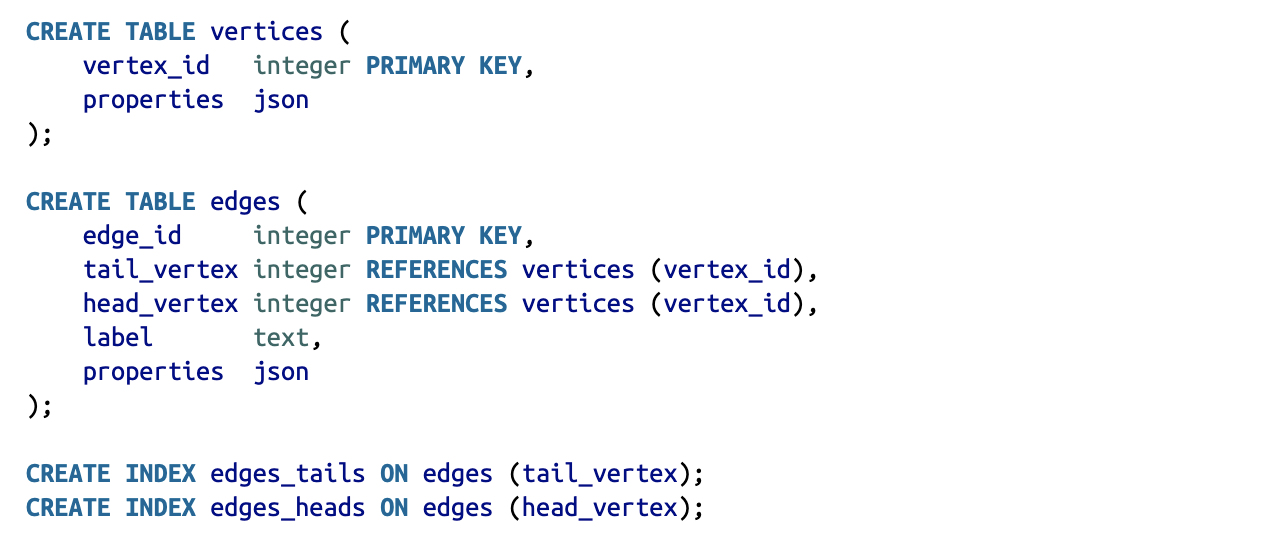 CREATE TABLE vertices (
    vertex_id   integer PRIMARY KEY,
    properties  json
);

CREATE TABLE edges (
    edge_id     integer PRIMARY KEY,
    tail_vertex integer REFERENCES vertices (vertex_id),
    head_vertex integer REFERENCES vertices (vertex_id),
    label       text,
    properties  json
);

CREATE INDEX edges_tails ON edges (tail_vertex);
CREATE INDEX edges_heads ON edges (head_vertex);